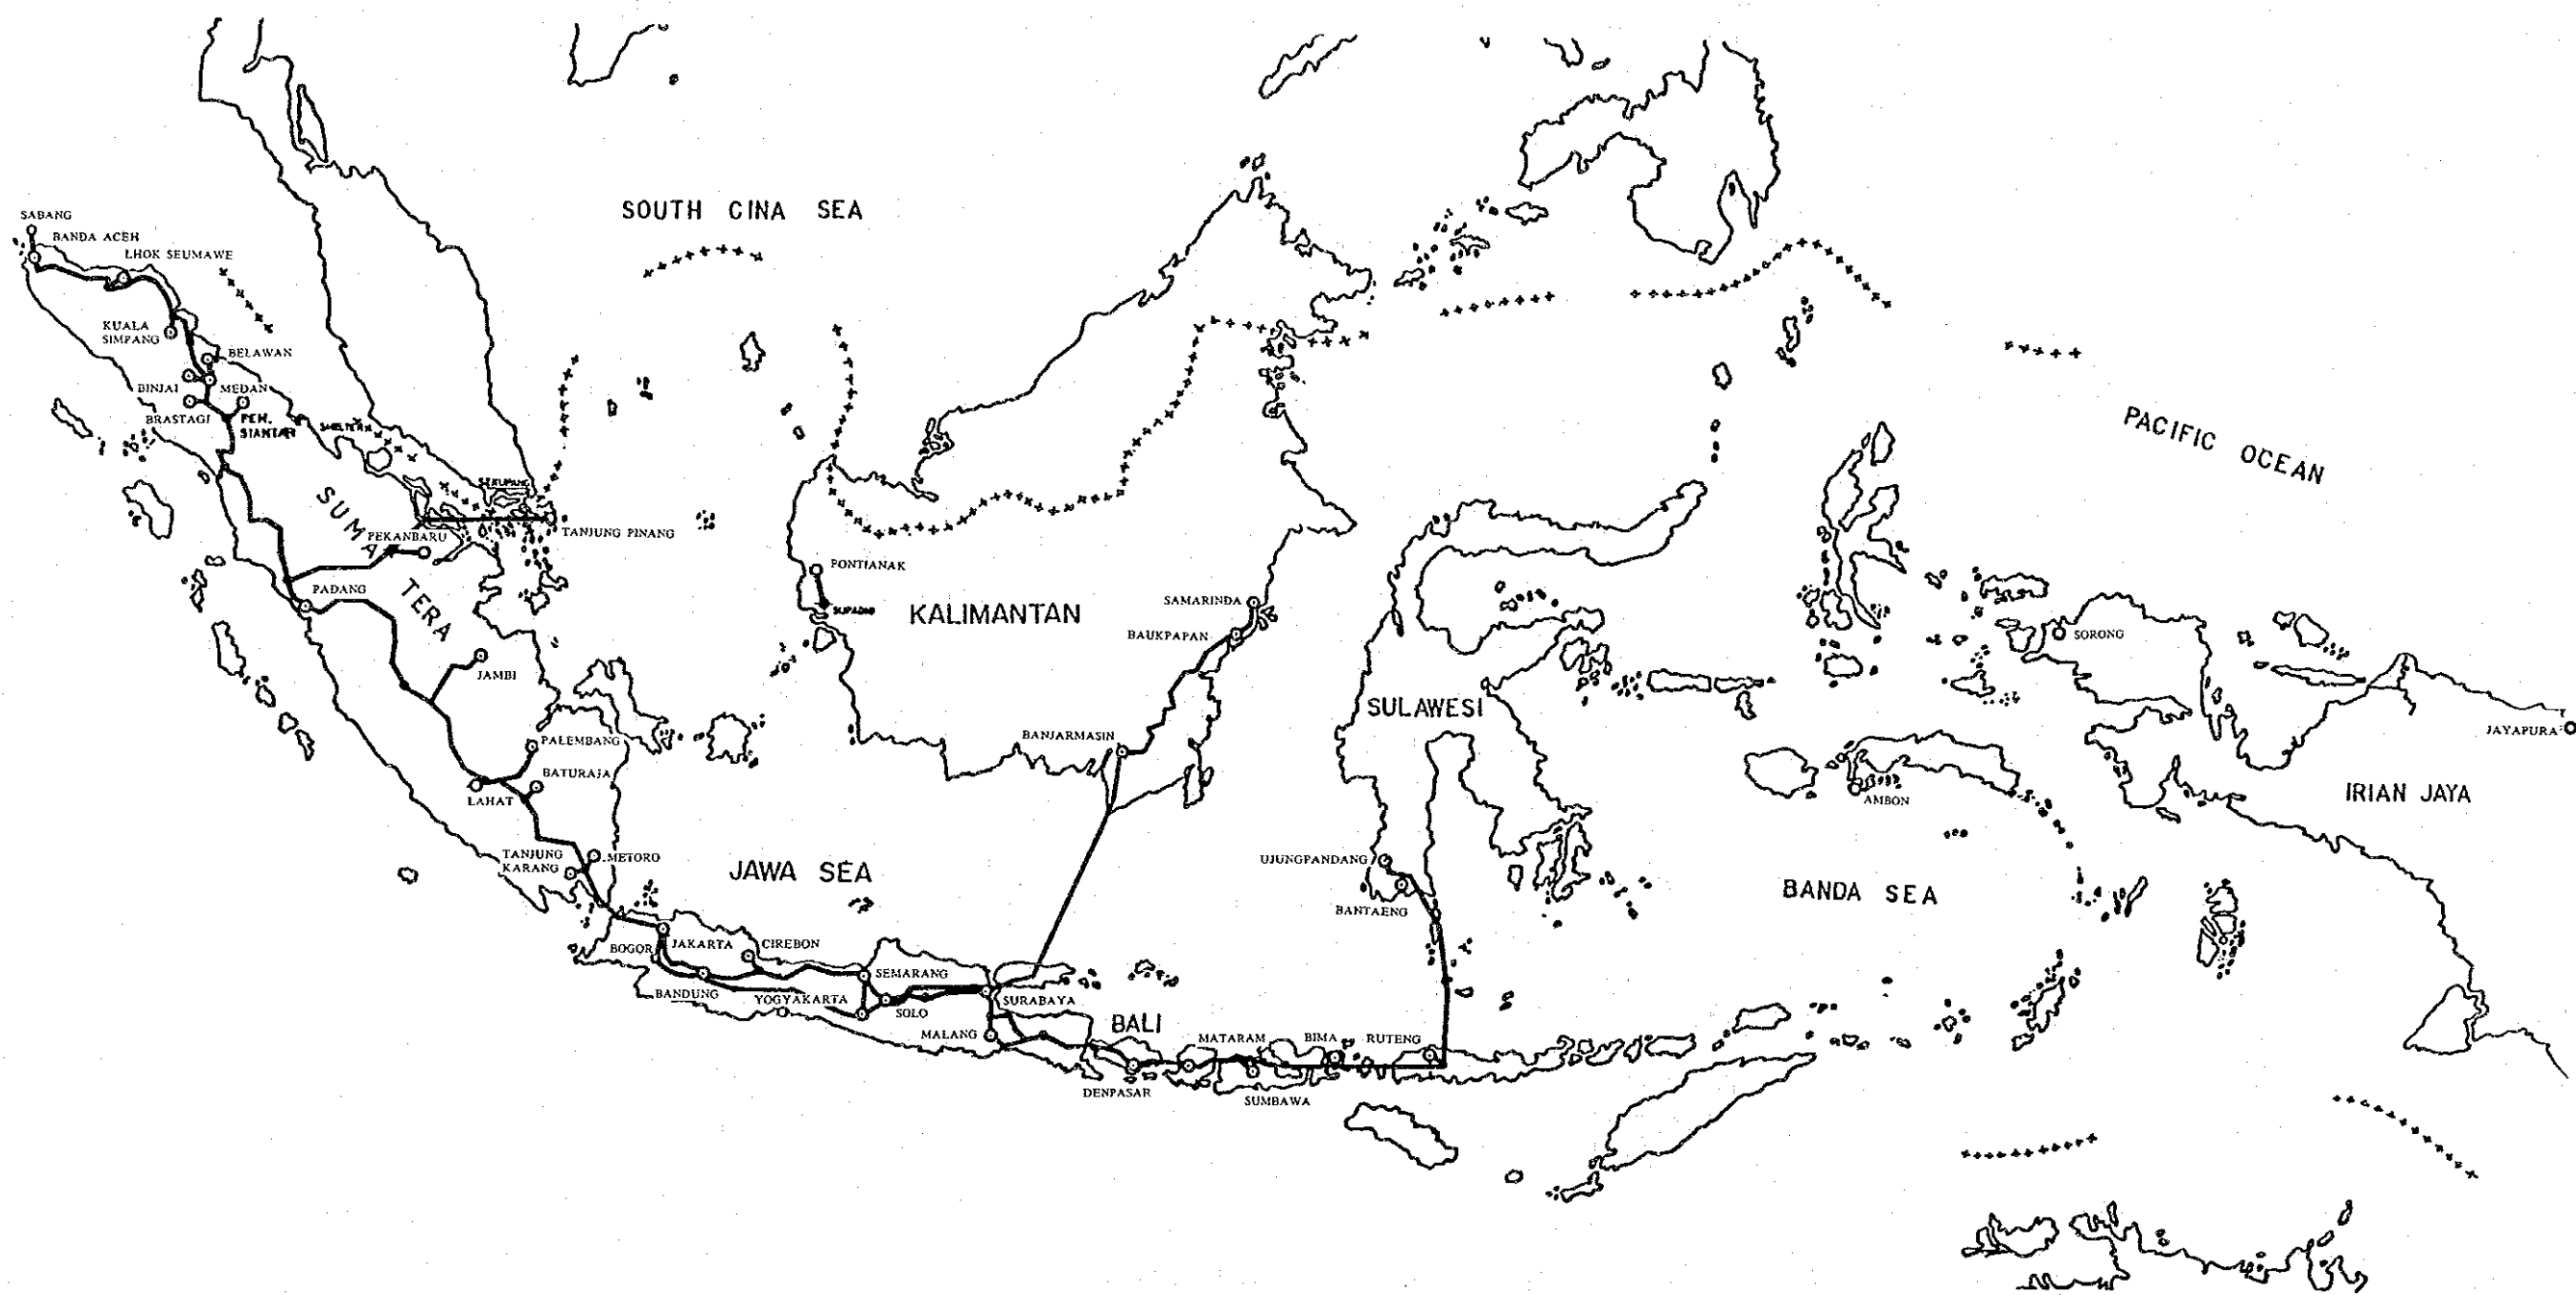 SOUTH CINA SEA
SABANG
BANDA ACEH
LHOK SEUMAWE
KUALA
SIMPANG
BELAWAN
BINJAI
MEDAN
BRASTAGI
PEM.
SIANTAR
SHELTER
PACIFIC OCEAN
SUMA
TERA
SEKUPANG
TANJUNG PINANG
PEKANBARU
PADANG
PONTIANAK
SUPADIO
KALIMANTAN
SAMARINDA
BAUKPAPAN
SORONG
JAMBI
SULAWESI
BANJARMASIN
JAYAPURA
PALEMBANG
BATURAJA
LAHAT
AMBON
IRIAN JAYA
TANJUNG
KARANG
METORO
JAWA SEA
UJUNGPANDANG
BANTAENG
BANDA SEA
BOGOR
JAKARTA
CIREBON
SEMARANG
BANDUNG
YOGYAKARTA
SOLO
SURABAYA
MALANG
BALI
MATARAM
BIMA
RUTENG
DENPASAR
SUMBAWA